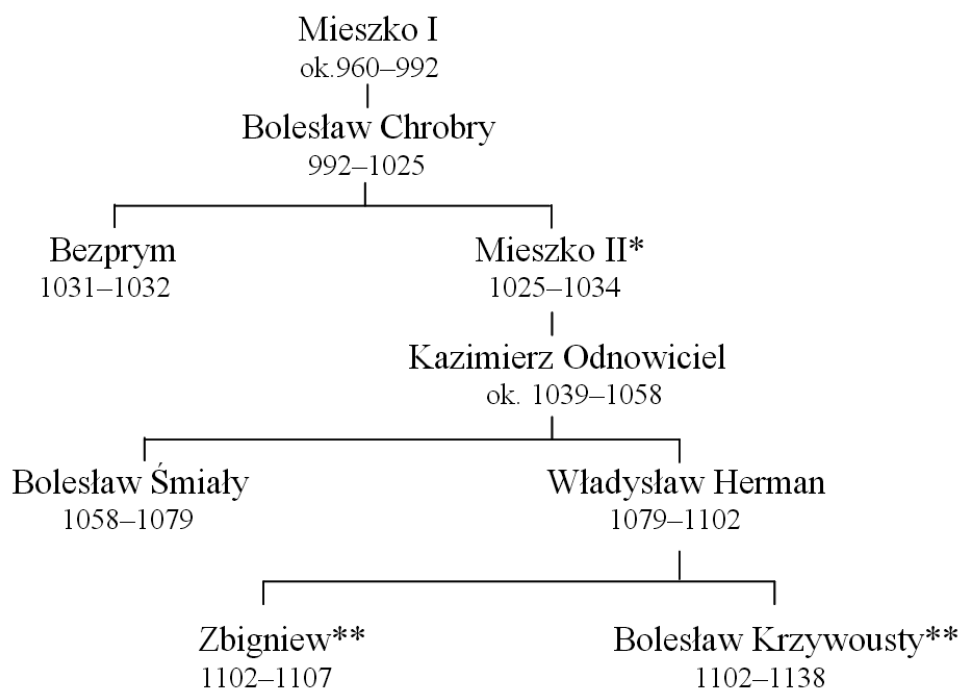 Mieszko I
ok.960–992
Bolesław Chrobry
992–1025
Bezprym
1031–1032
Mieszko II*
1025–1034
Kazimierz Odnowiciel
ok. 1039–1058
Bolesław Śmiały
1058–1079
Władysław Herman
1079–1102
Zbigniew**
1102–1107
Bolesław Krzywousty**
1102–1138